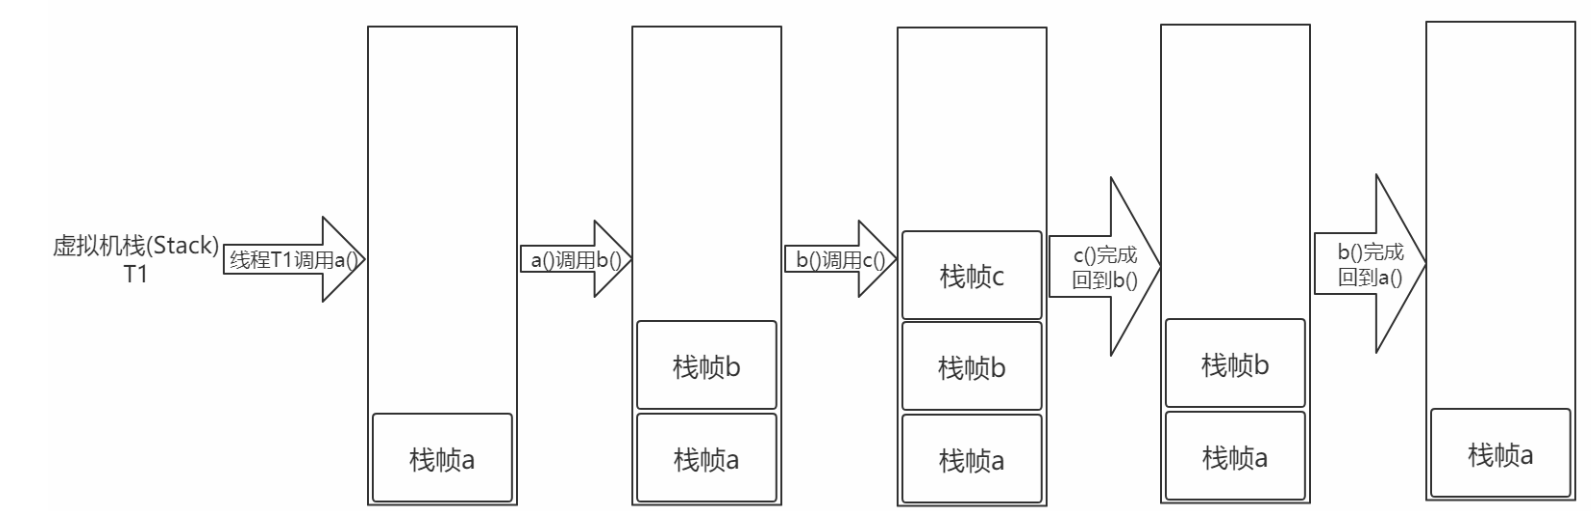 虚拟机栈(Stack)
T1
线程T1调用a()
栈帧a
a()调用b()
栈帧b
栈帧a
b()调用c()
栈帧c
栈帧b
栈帧a
c()完成
回到b()
栈帧b
栈帧a
b()完成
回到a()
栈帧a